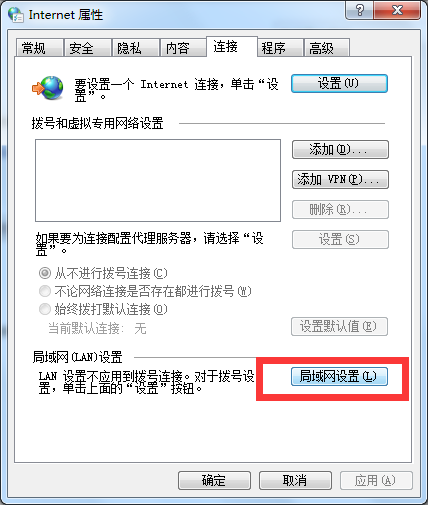 Internet 属性
常规 安全 隐私 内容 连接 程序 高级
要设置一个 Internet 连接，单击“设
置”。
设置(U)
拨号和虚拟专用网络设置
添加(D)...
添加 VPN(P)...
删除(R)...
如果要为连接配置代理服务器，请选择“设
置”。
设置(S)
从不进行拨号连接(C)
不论网络连接是否存在都进行拨号(W)
始终拨打默认连接(O)
当前默认连接: 无
设置默认值(E)
局域网(LAN)设置
LAN 设置不应用到拨号连接。对于拨号设
置，单击上面的“设置”按钮。
局域网设置(L)
确定 取消 应用(A)